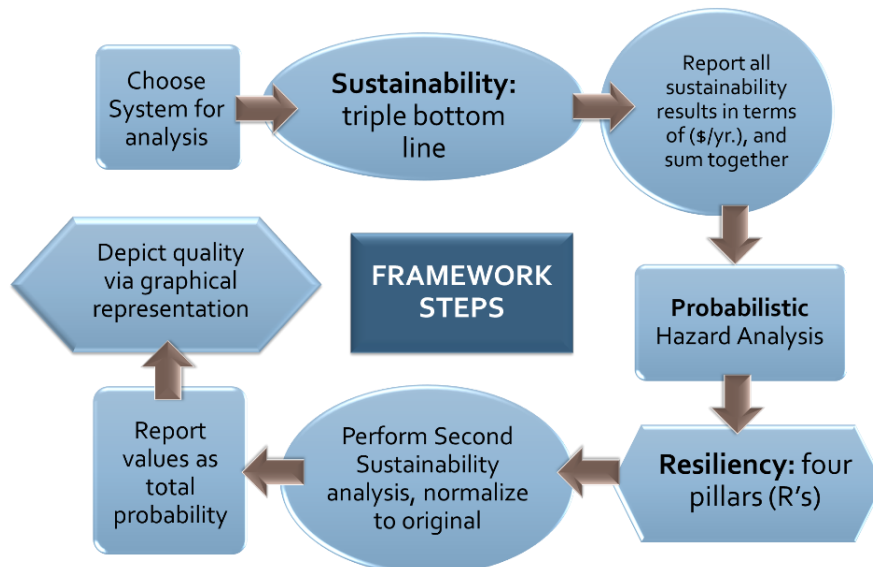 Choose
System for
analysis
Sustainability:
triple bottom
line
Report all
sustainability
results in terms
of ($/yr.), and
sum together
Probabilistic
Hazard Analysis
Resiliency: four
pillars (R's)
Perform Second
Sustainability
analysis, normalize
to original
Report
values as
total
probability
Depict quality
via graphical
representation
FRAMEWORK
STEPS